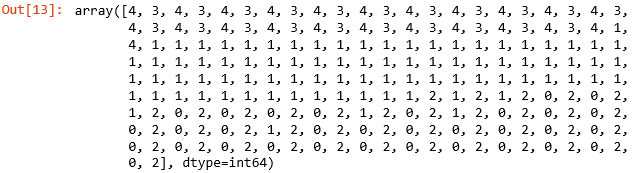 Out[13]: array([4, 3, 4, 3, 4, 3, 4, 3, 4, 3, 4, 3, 4, 3, 4, 3, 4, 3, 4, 3, 4, 3,
4, 3, 4, 3, 4, 3, 4, 3, 4, 3, 4, 3, 4, 3, 4, 3, 4, 3, 4, 3, 4, 1,
4, 1, 1, 1, 1, 1, 1, 1, 1, 1, 1, 1, 1, 1, 1, 1, 1, 1, 1, 1, 1, 1,
1, 1, 1, 1, 1, 1, 1, 1, 1, 1, 1, 1, 1, 1, 1, 1, 1, 1, 1, 1, 1, 1,
1, 1, 1, 1, 1, 1, 1, 1, 1, 1, 1, 1, 1, 1, 1, 1, 1, 1, 1, 1, 1, 1,
1, 1, 1, 1, 1, 1, 1, 1, 1, 1, 1, 1, 1, 2, 1, 2, 1, 2, 0, 2, 0, 2,
1, 2, 0, 2, 0, 2, 0, 2, 0, 2, 1, 2, 0, 2, 1, 2, 0, 2, 0, 2, 0, 2,
0, 2, 0, 2, 0, 2, 1, 2, 0, 2, 0, 2, 0, 2, 0, 2, 0, 2, 0, 2, 0, 2,
0, 2, 0, 2, 0, 2, 0, 2, 0, 2, 0, 2, 0, 2, 0, 2, 0, 2, 0, 2, 0, 2,
0, 2], dtype=int64)